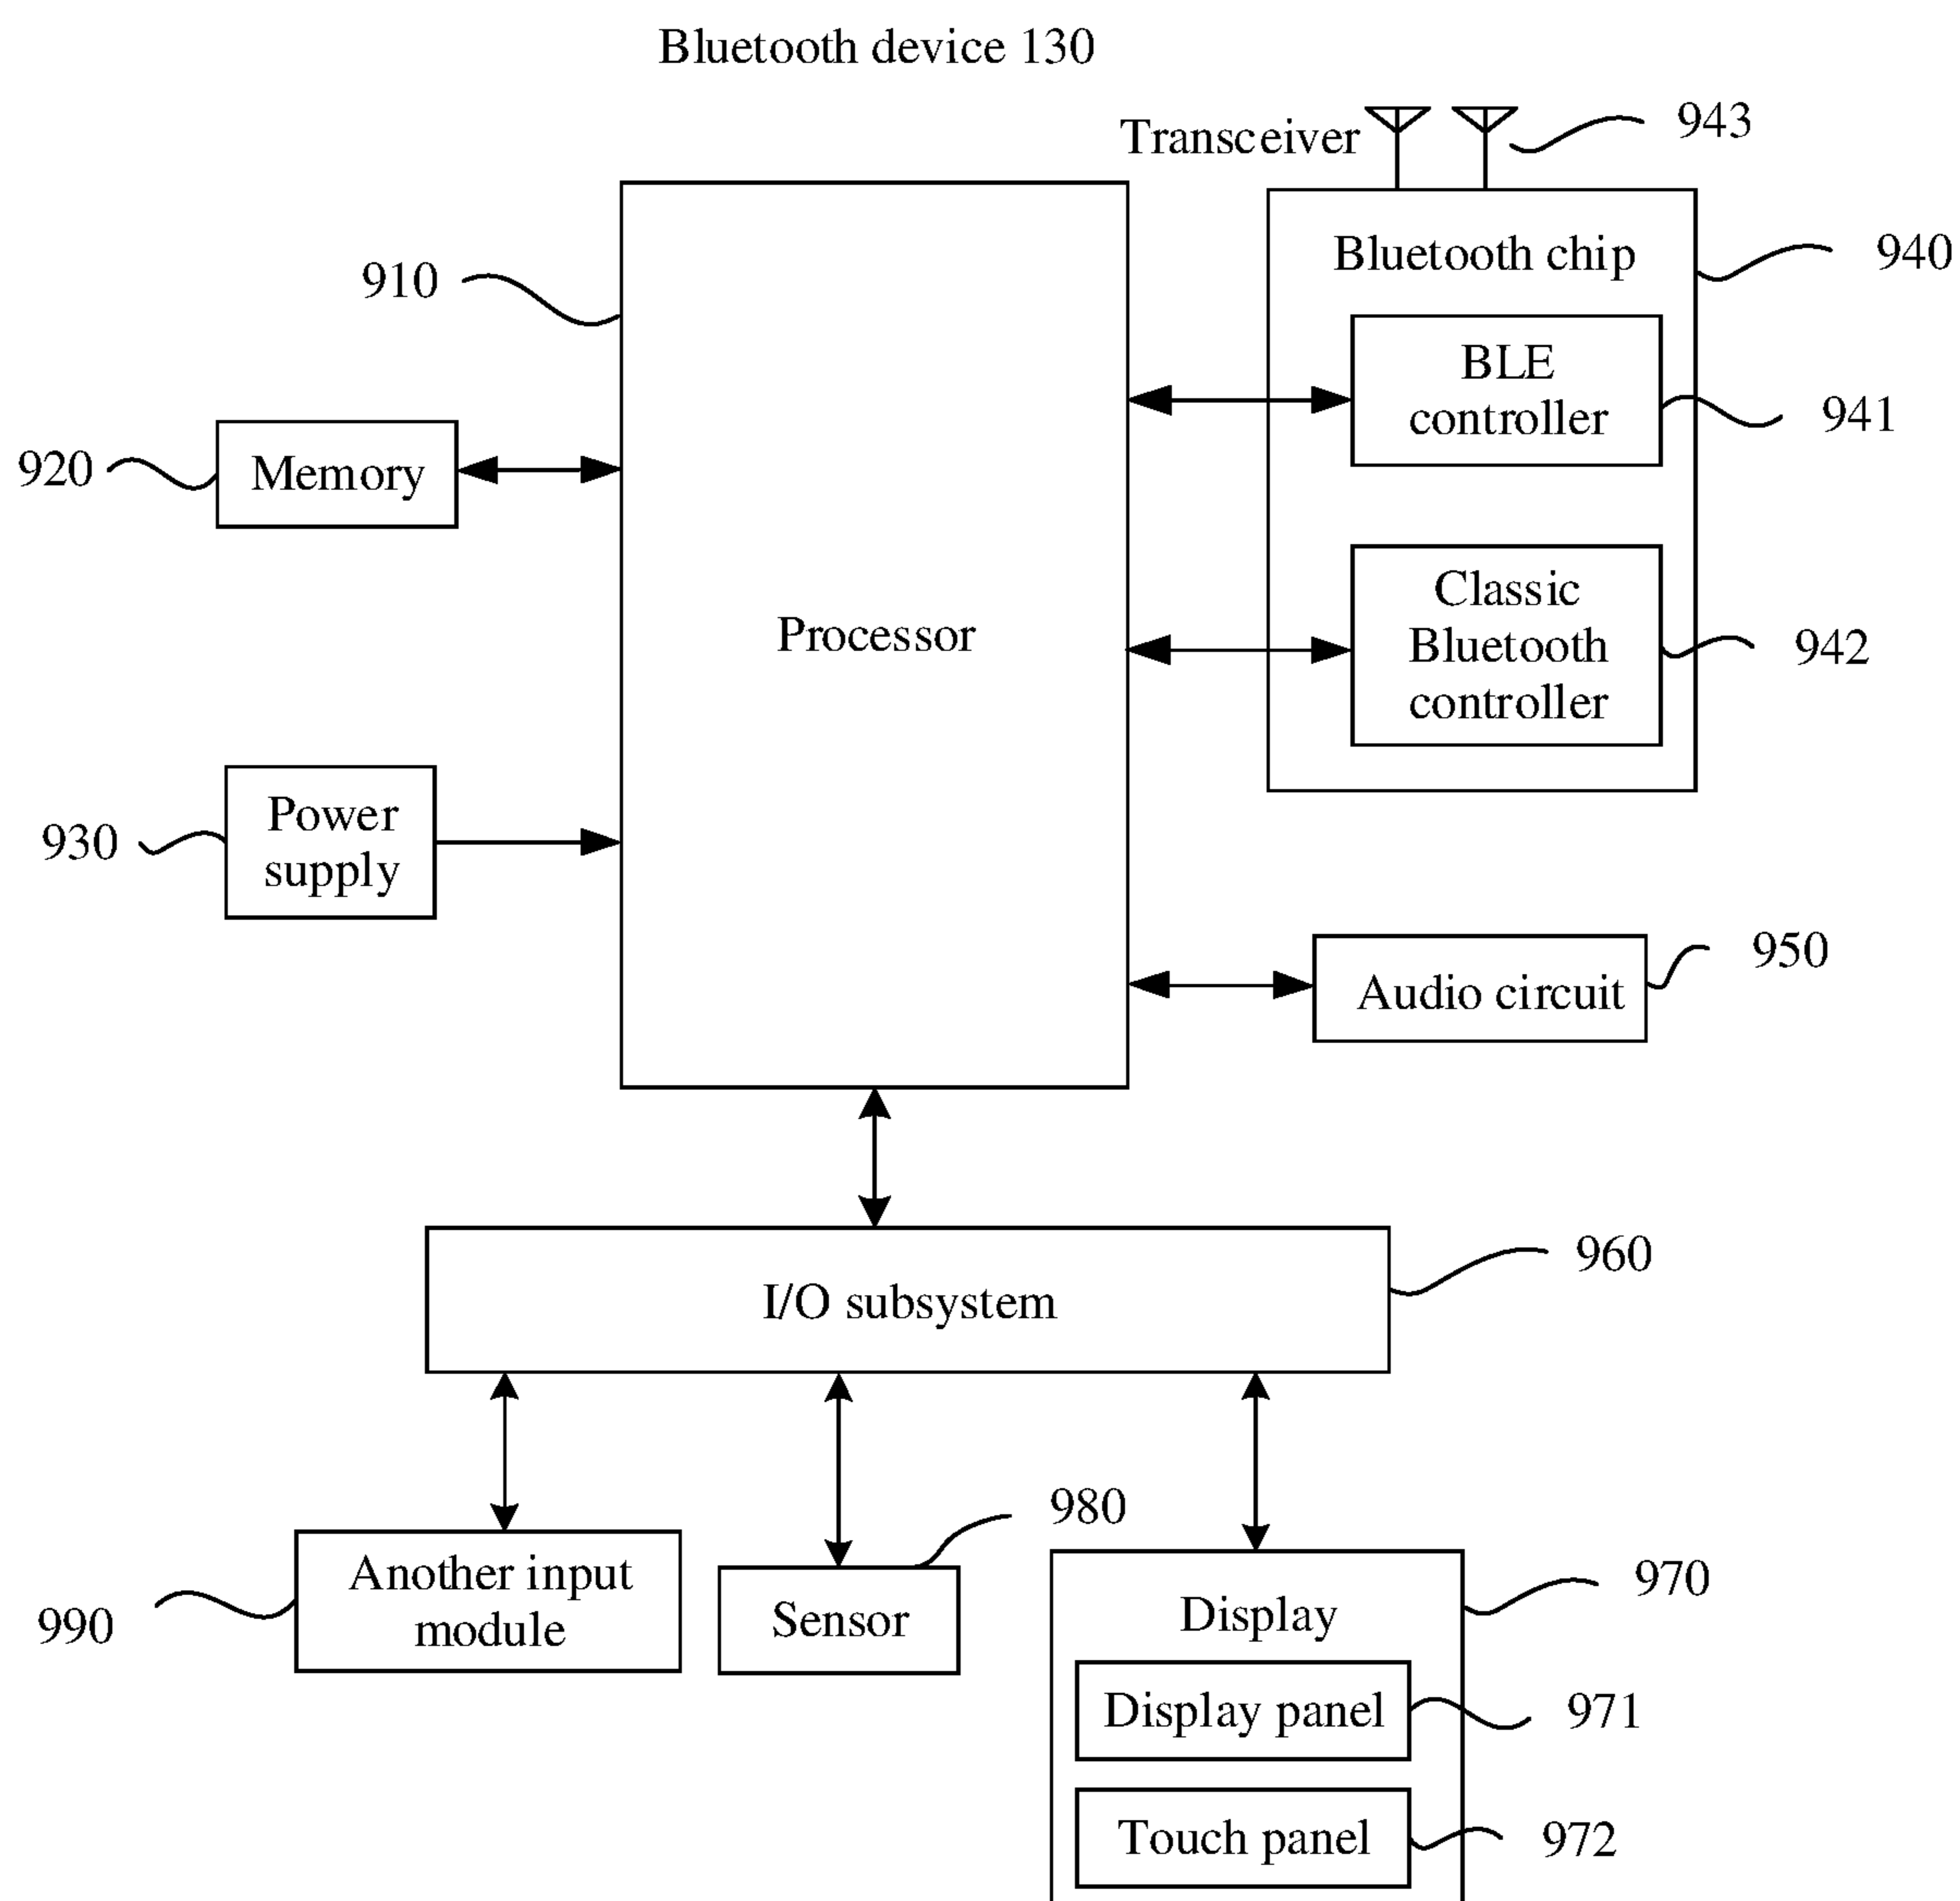 Bluetooth device 130
Transceiver
943
910
Bluetooth chip
940
BLE
controller
941
920
Memory
Processor
Classic
Bluetooth
controller
942
930
Power
supply
Audio circuit
950
I/O subsystem
960
990
Another input
module
980
Sensor
970
Display
Display panel
971
Touch panel
972